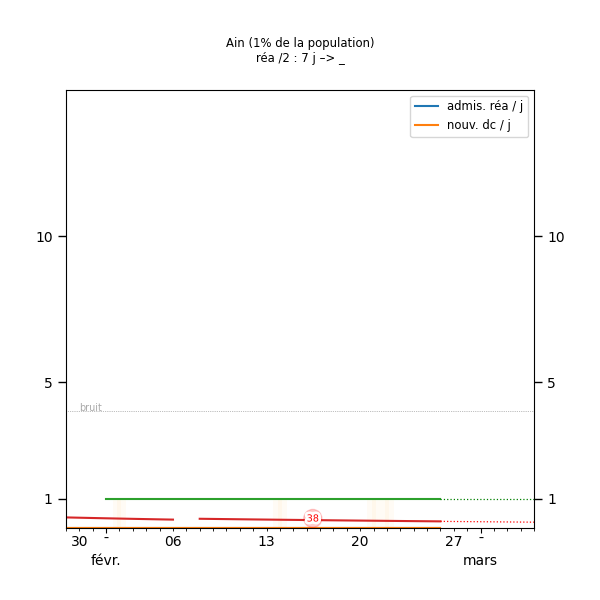 Ain (1% de la population)
réa /2 : 7 j –> _
admis. réa / j
nouv. dc / j
10 10
5 5
bruit
1 1
38
30 - 06 13 20 27 -
févr. mars